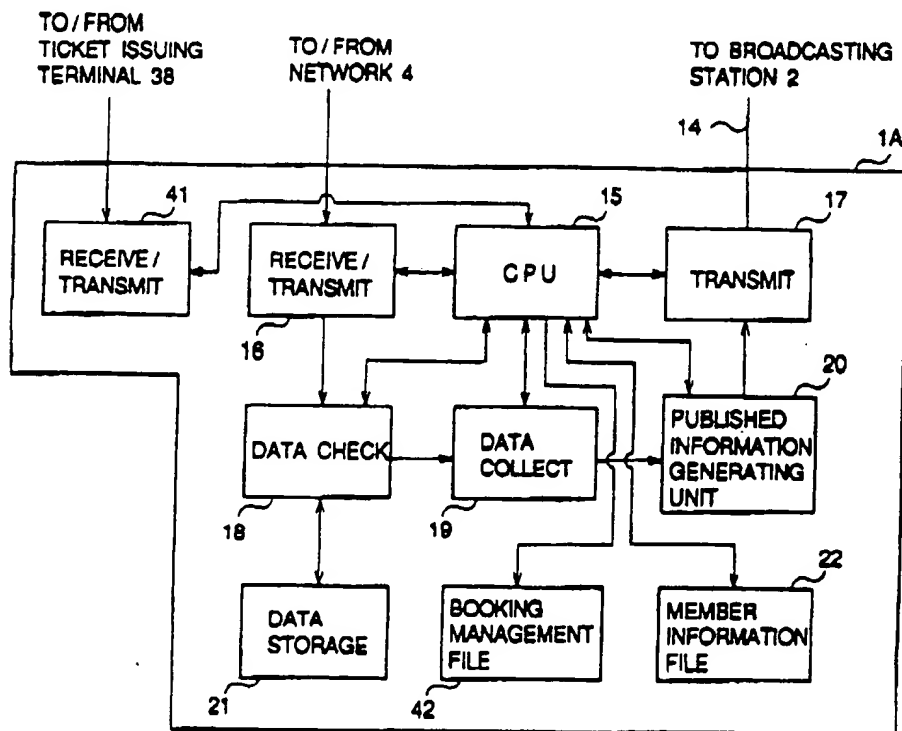 TO/FROM
TICKET ISSUING
TERMINAL 38
TO/FROM
NETWORK 4
TO BROADCASTING
STATION 2
14
1A
41
15
17
RECEIVE/
TRANSMIT
RECEIVE/
TRANSMIT
CPU
TRANSMIT
16
20
DATA CHECK
DATA
COLLECT
PUBLISHED
INFORMATION
GENERATING
UNIT
18
19
22
DATA
STORAGE
BOOKING
MANAGEMENT
FILE
MEMBER
INFORMATION
FILE
21
42